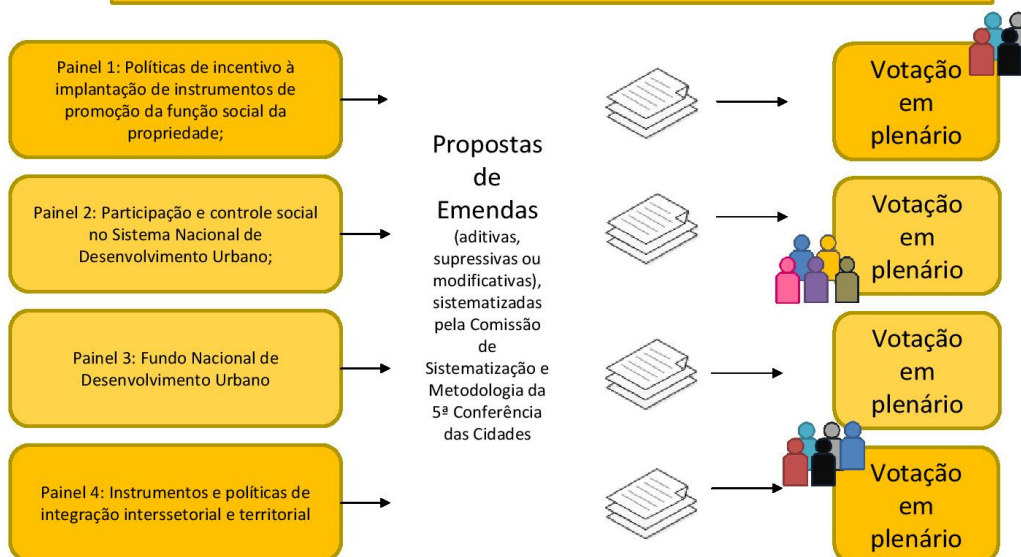 Painel 1: Políticas de incentivo à
implantação de instrumentos de
promoção da função social da
propriedade;
Painel 2: Participação e controle social
no Sistema Nacional de
Desenvolvimento Urbano;
Painel 3: Fundo Nacional de
Desenvolvimento Urbano
Painel 4: Instrumentos e políticas de
integração interssetorial e territorial
Propostas
de
Emendas
(aditivas,
supressivas ou
modificativas),
sistematizadas
pela Comissão
de
Sistematização e
Metodologia da
5ª Conferência
das Cidades
Votação
em
plenário
Votação
em
plenário
Votação
em
plenário
Votação
em
plenário